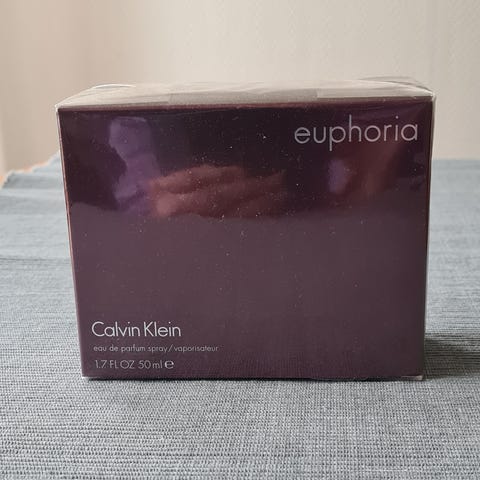 euphoria
Calvin Klein
eau de parfum spray/vaporisateur
1.7 FL OZ 50 ml ℮